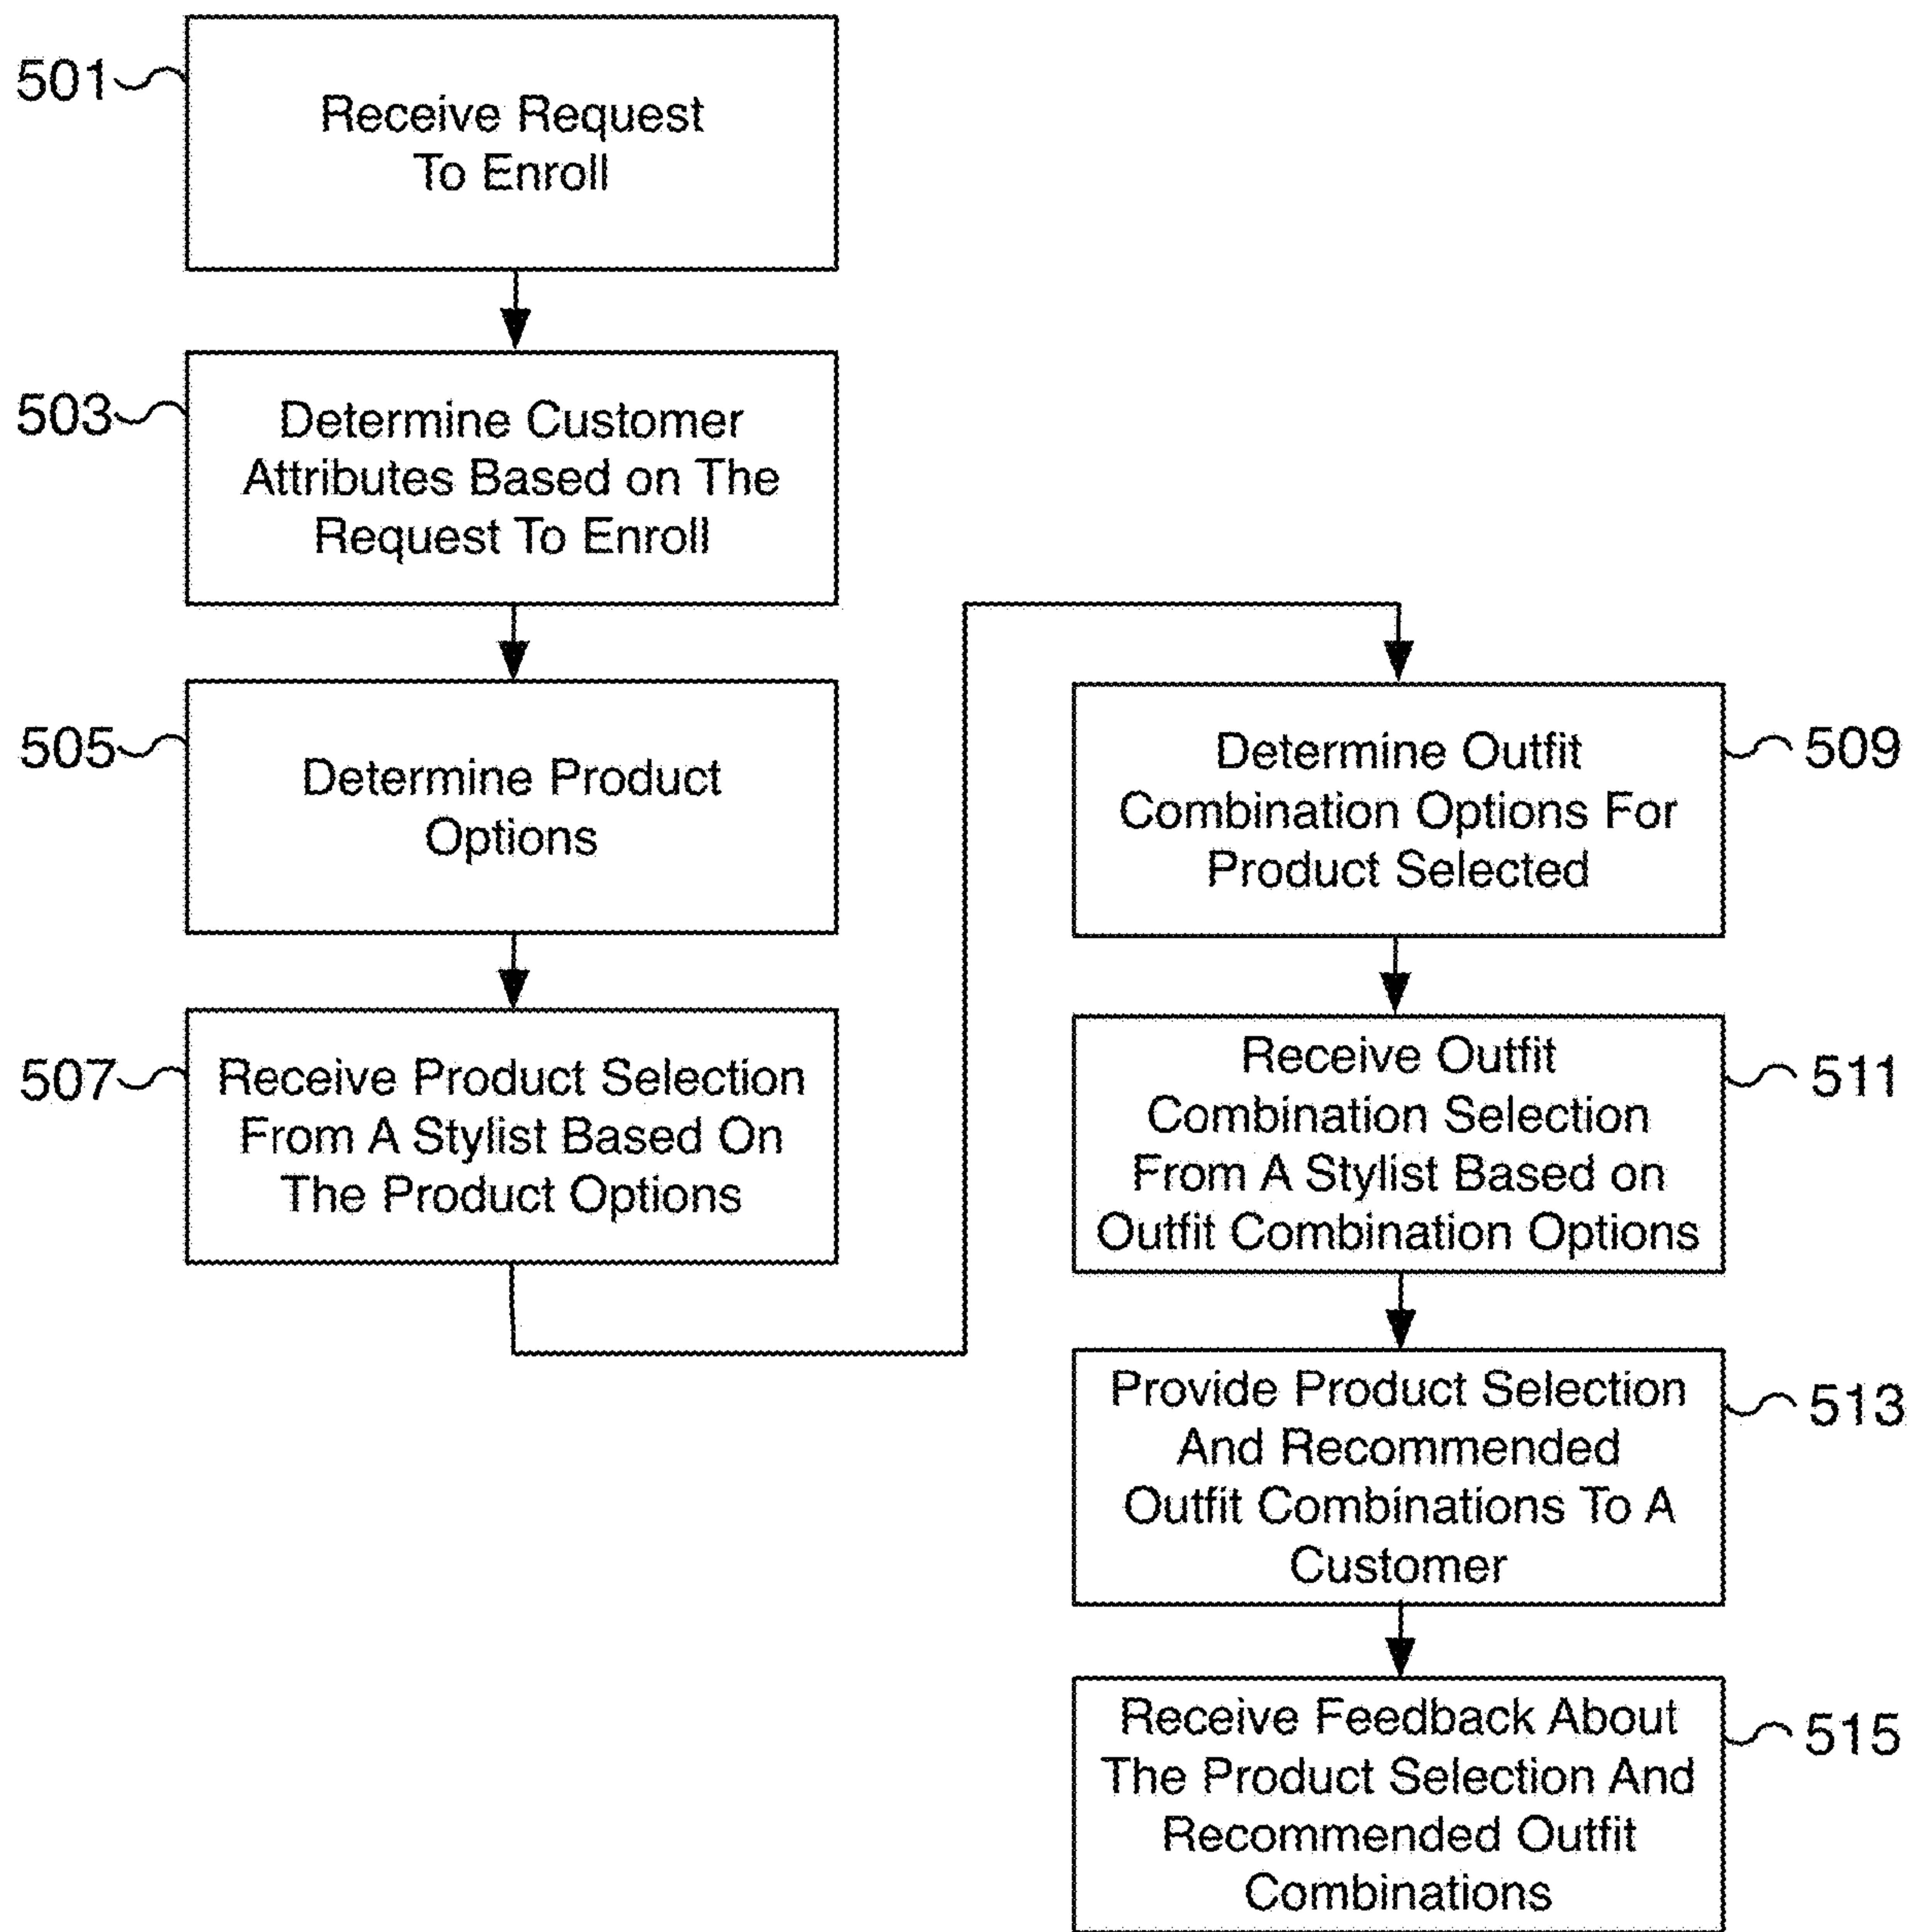 501
Receive Request
To Enroll
503
Determine Customer
Attributes Based on The
Request To Enroll
505
Determine Product
Options
507
Receive Product Selection
From A Stylist Based On
The Product Options
509
Determine Outfit
Combination Options For
Product Selected
511
Receive Outfit
Combination Selection
From A Stylist Based on
Outfit Combination Options
513
Provide Product Selection
And Recommended
Outfit Combinations To A
Customer
515
Receive Feedback About
The Product Selection And
Recommended Outfit
Combinations